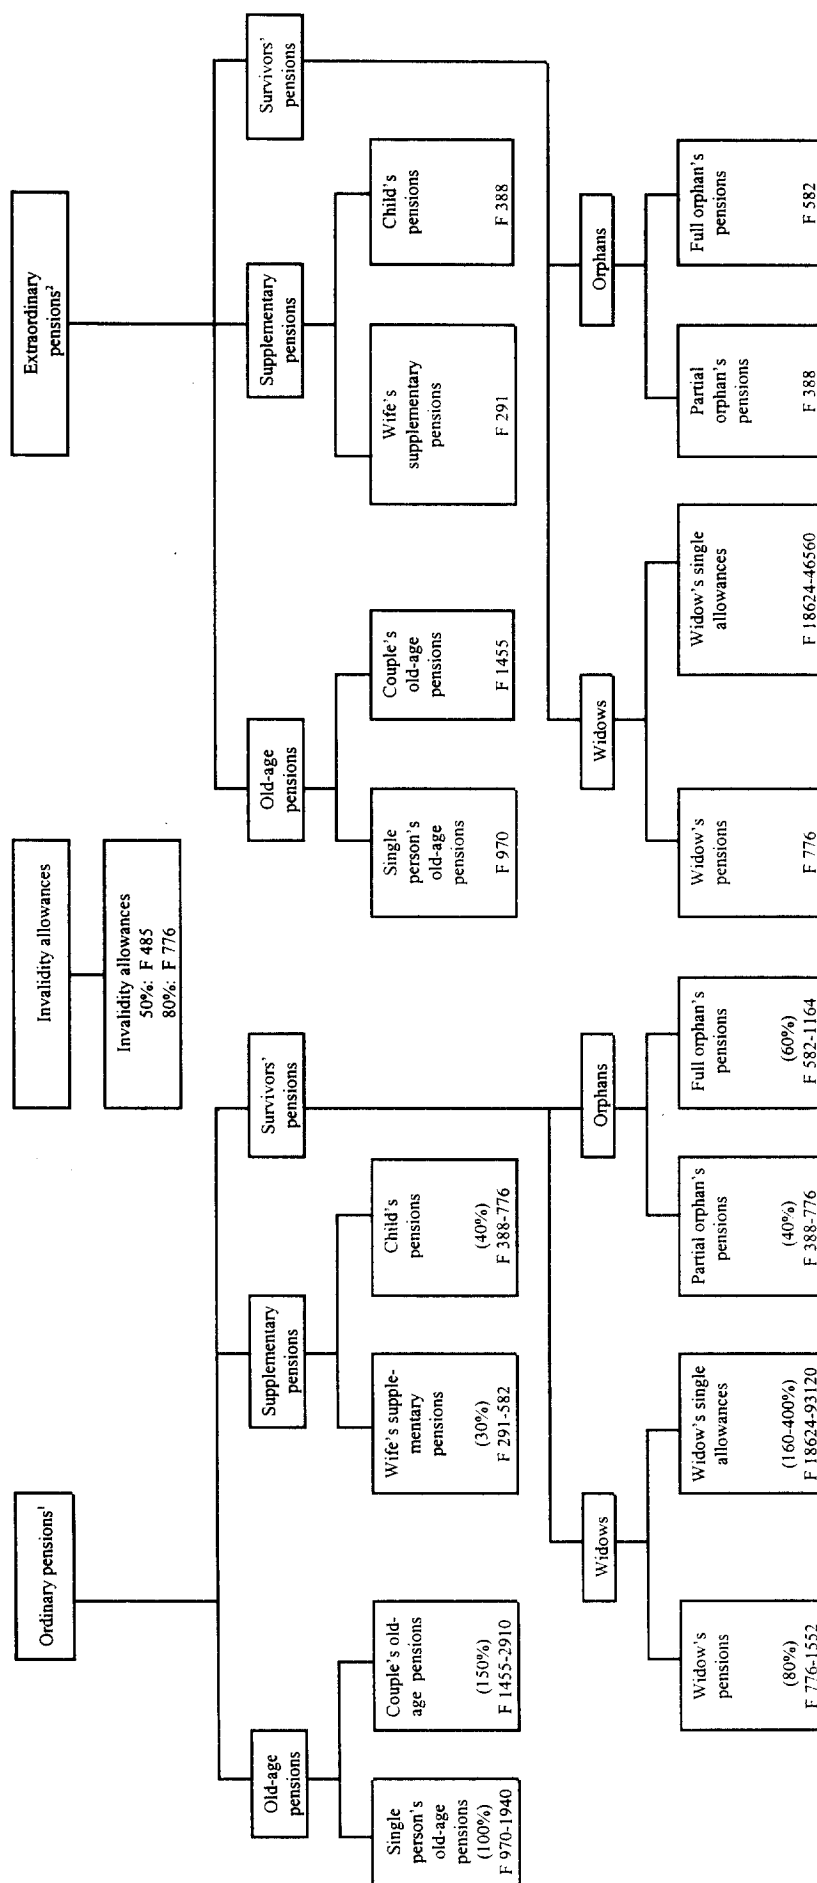 Ordinary pensions¹
Invalidity allowances
Extraordinary
pensions²
Invalidity allowances
50%: F 485
80%: F 776
Old-age
pensions
Supplementary
pensions
Survivors'
pensions
Old-age
pensions
Supplementary
pensions
Survivors'
pensions
Single
person's
old-age
pensions
(100%)
F 970-1940
Couple's old-
age pensions
(150%)
F 1455-2910
Wife's supple-
mentary
pensions
(30%)
F 291-582
Child's
pensions
(40%)
F 388-776
Single
person's
old-age
pensions
F 970
Couple's
old-age
pensions
F 1455
Wife's
supplementary
pensions
F 291
Child's
pensions
F 388
Widows
Orphans
Widows
Orphans
Widow's
pensions
(80%)
F 776-1552
Widow's single
allowances
(160-400%)
F 18624-93120
Partial orphan's
pensions
(40%)
F 388-776
Full orphan's
pensions
(60%)
F 582-1164
Widow's
pensions
F 776
Widow's single
allowances
F 18624-46560
Partial
orphan's
pensions
F 388
Full orphan's
pensions
F 582